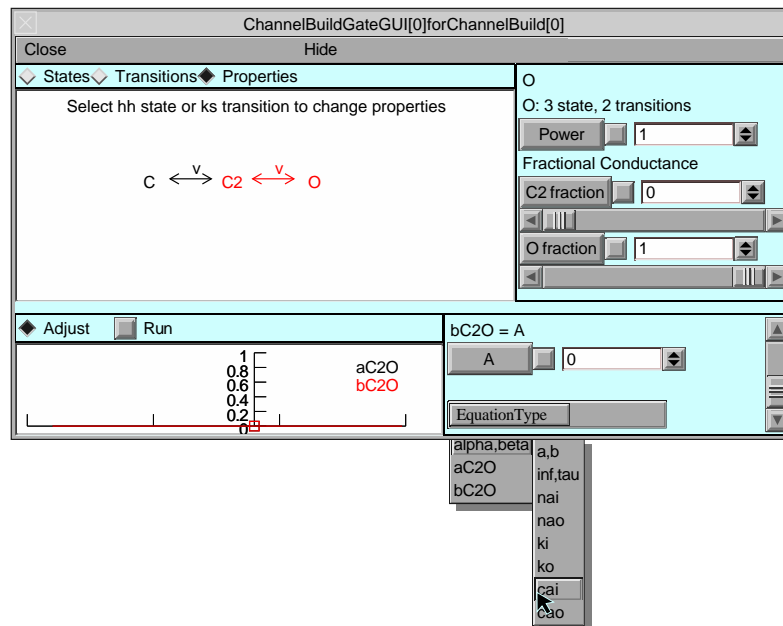 ChannelBuildGateGUI[0]forChannelBuild[0]
Close Hide
States Transitions Properties
Select hh state or ks transition to change properties
C v C2 v O
O
O: 3 state, 2 transitions
Power 1
Fractional Conductance
C2 fraction 0
O fraction 1
Adjust Run
1
0.8
0.6
0.4
0.2
0
aC2O
bC2O
bC2O = A
A 0
EquationType
alpha,beta
aC2O
bC2O
a,b
inf,tau
nai
nao
ki
ko
cai
cao